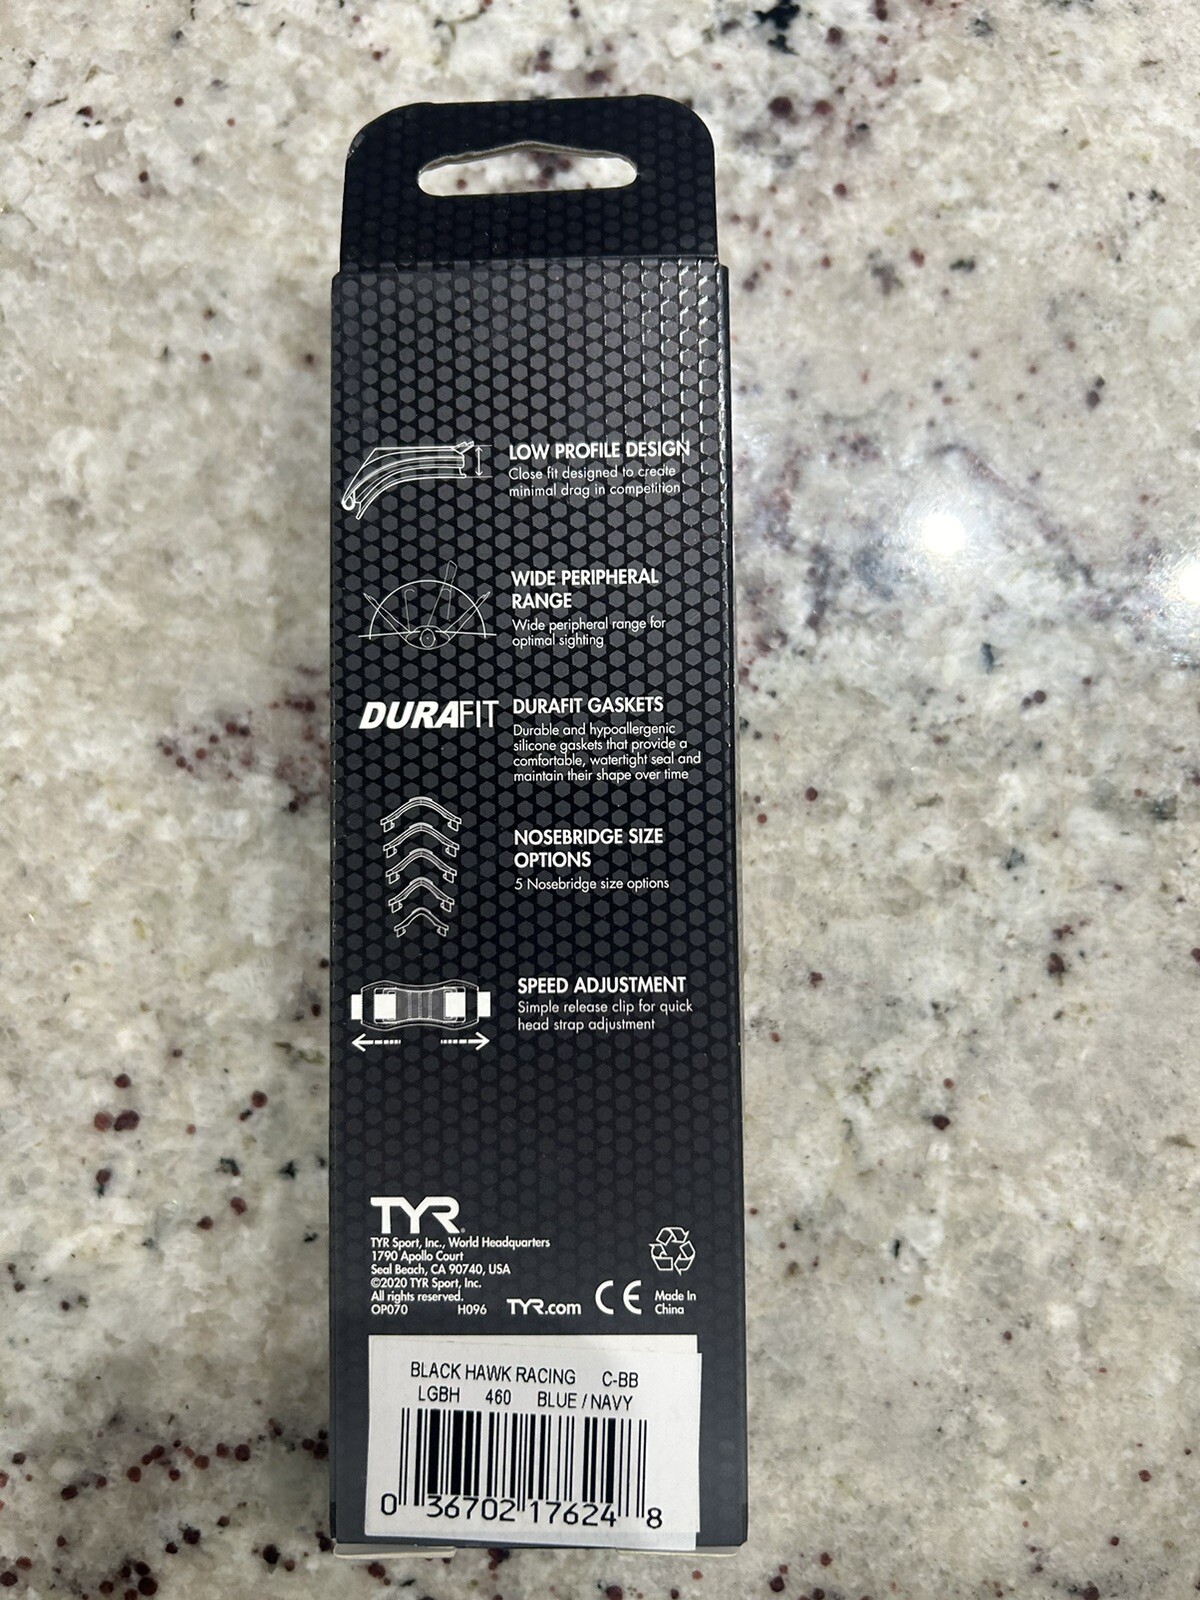 LOW PROFILE DESIGN
Close fit designed to create
minimal drag in competition
WIDE PERIPHERAL
RANGE
Wide peripheral range for
optimal sighting
DURAFIT
DURAFIT GASKETS
Durable and hypoallergenic
silicone gaskets that provide a
comfortable, watertight seal and
maintain their shape over time
NOSEBRIDGE SIZE
OPTIONS
5 Nosebridge size options
SPEED ADJUSTMENT
Simple release clip for quick
head strap adjustment
TYR®
TYR Sport, Inc., World Headquarters
1790 Apollo Court
Seal Beach, CA 90740, USA
©2020 TYR Sport, Inc.
All rights reserved.
OP070 H096 TYR.com CE Made In
China
BLACK HAWK RACING C-BB
LGBH 460 BLUE / NAVY
0 36702 17624 8